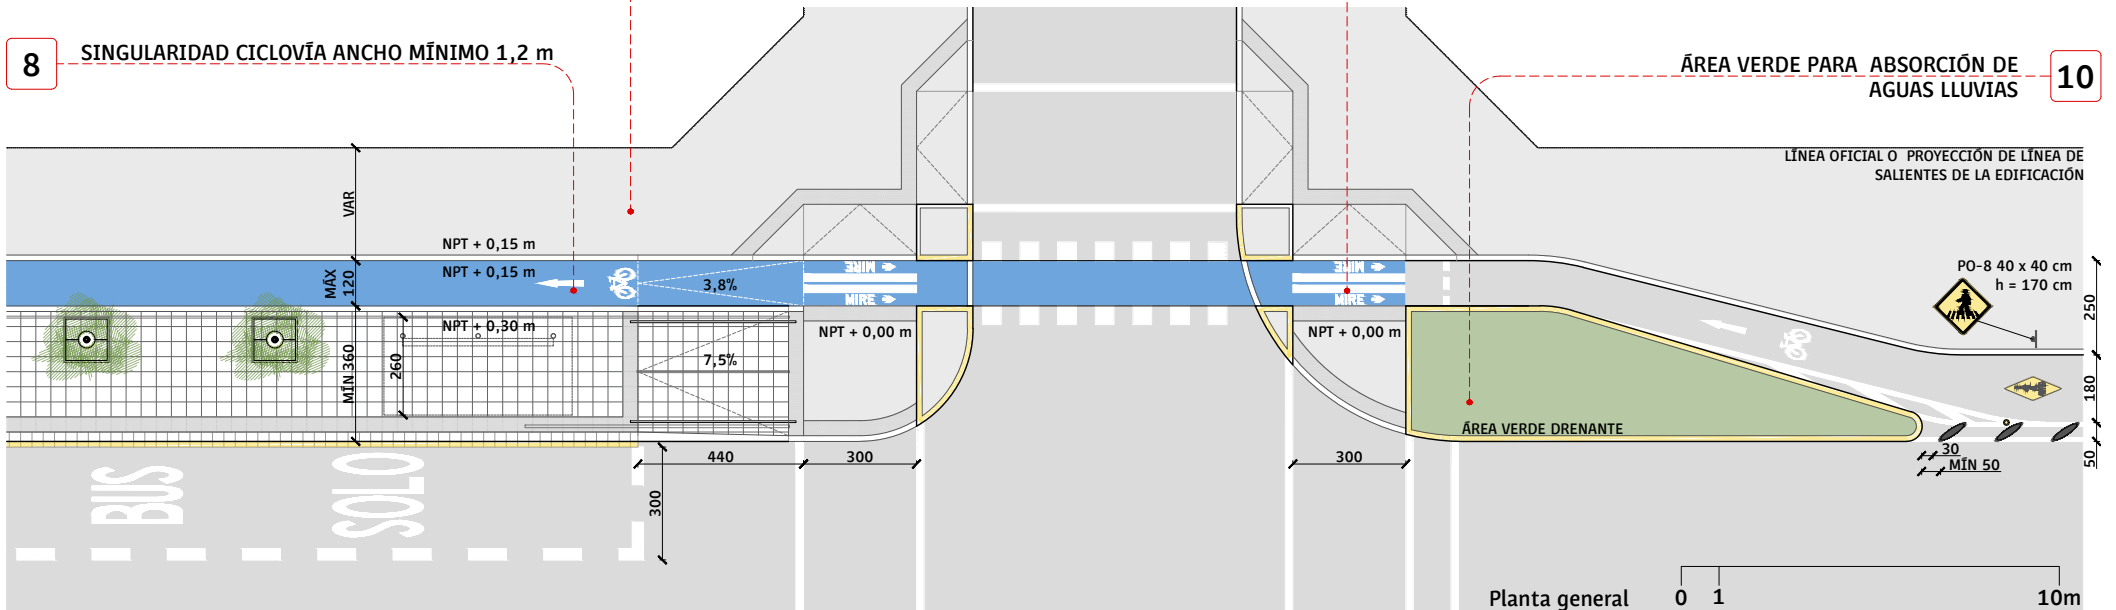 8
SINGULARIDAD CICLOVÍA ANCHO MÍNIMO 1,2 m
ÁREA VERDE PARA ABSORCIÓN DE
AGUAS LLUVIAS
10
LÍNEA OFICIAL O PROYECCIÓN DE LÍNEA DE
SALIENTES DE LA EDIFICACIÓN
VAR
NPT + 0,15 m
MÁX
120
NPT + 0,15 m
3,8%
MIRE
MIRE
MIRE
MIRE
PO-8 40 x 40 cm
h = 170 cm
250
NPT + 0,30 m
NPT + 0,00 m
NPT + 0,00 m
MÍN 360
260
7,5%
180
ÁREA VERDE DRENANTE
440
300
300
30
MÍN 50
50
BUS
SOLO
300
Planta general
0
1
10m